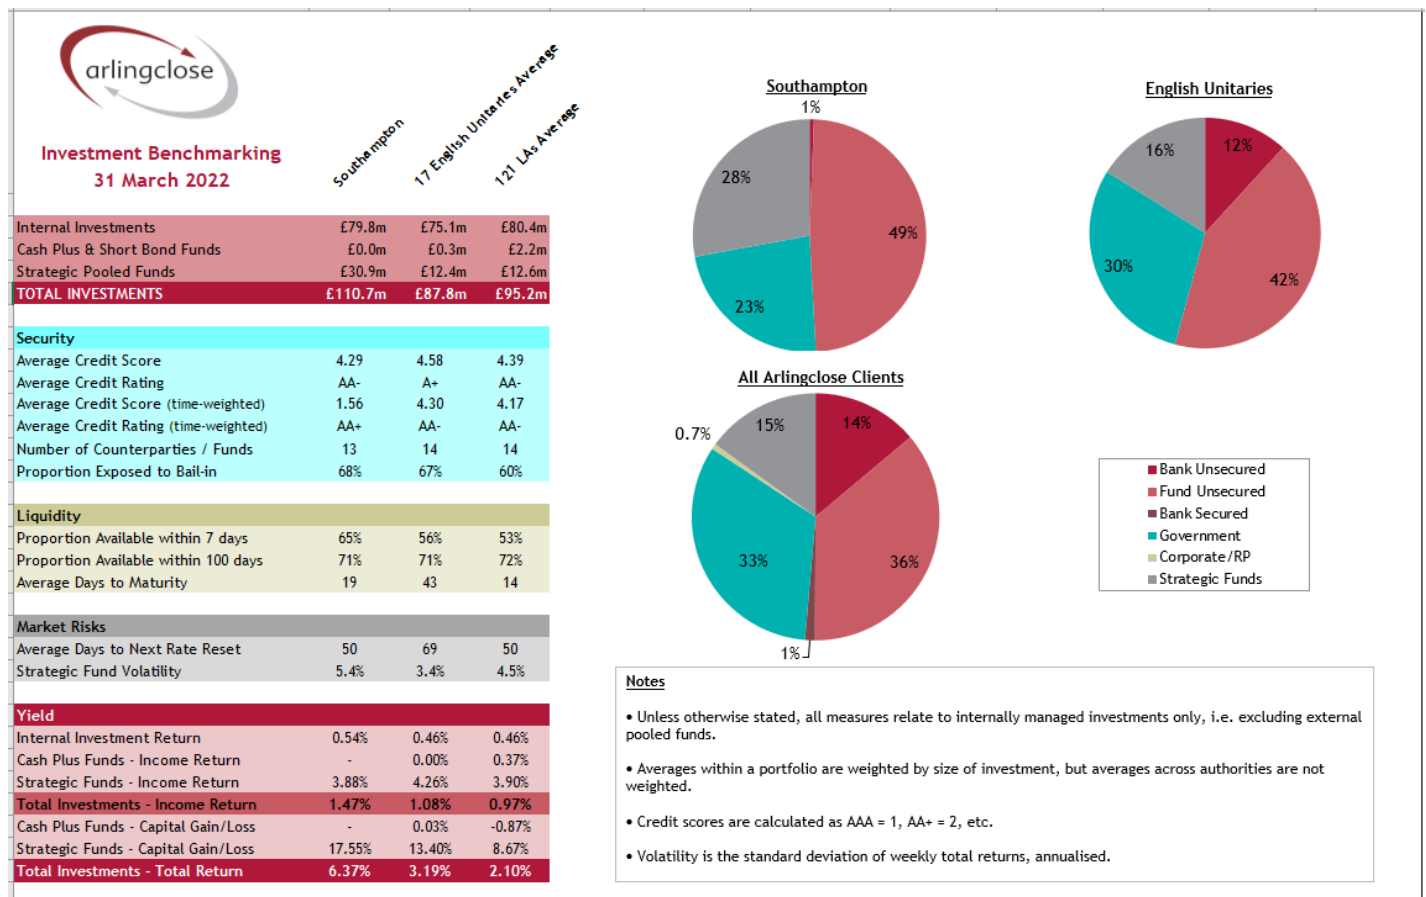 arlingclose
Investment Benchmarking
31 March 2022
Southampton
17 English Unitaries Average
121 LAs Average
Internal Investments £79.8m £75.1m £80.4m
Cash Plus & Short Bond Funds £0.0m £0.3m £2.2m
Strategic Pooled Funds £30.9m £12.4m £12.6m
TOTAL INVESTMENTS £110.7m £87.8m £95.2m
Security
Average Credit Score 4.29 4.58 4.39
Average Credit Rating AA- A+ AA-
Average Credit Score (time-weighted) 1.56 4.30 4.17
Average Credit Rating (time-weighted) AA+ AA- AA-
Number of Counterparties / Funds 13 14 14
Proportion Exposed to Bail-in 68% 67% 60%
Liquidity
Proportion Available within 7 days 65% 56% 53%
Proportion Available within 100 days 71% 71% 72%
Average Days to Maturity 19 43 14
Market Risks
Average Days to Next Rate Reset 50 69 50
Strategic Fund Volatility 5.4% 3.4% 4.5%
Yield
Internal Investment Return 0.54% 0.46% 0.46%
Cash Plus Funds - Income Return - 0.00% 0.37%
Strategic Funds - Income Return 3.88% 4.26% 3.90%
Total Investments - Income Return 1.47% 1.08% 0.97%
Cash Plus Funds - Capital Gain/Loss - 0.03% -0.87%
Strategic Funds - Capital Gain/Loss 17.55% 13.40% 8.67%
Total Investments - Total Return 6.37% 3.19% 2.10%
Southampton
1%
28%
49%
23%
English Unitaries
16%
12%
30%
42%
All Arlingclose Clients
0.7%
15%
14%
33%
36%
1%
Bank Unsecured
Fund Unsecured
Bank Secured
Government
Corporate/RP
Strategic Funds
Notes
• Unless otherwise stated, all measures relate to internally managed investments only, i.e. excluding external
pooled funds.
• Averages within a portfolio are weighted by size of investment, but averages across authorities are not
weighted.
• Credit scores are calculated as AAA = 1, AA+ = 2, etc.
• Volatility is the standard deviation of weekly total returns, annualised.